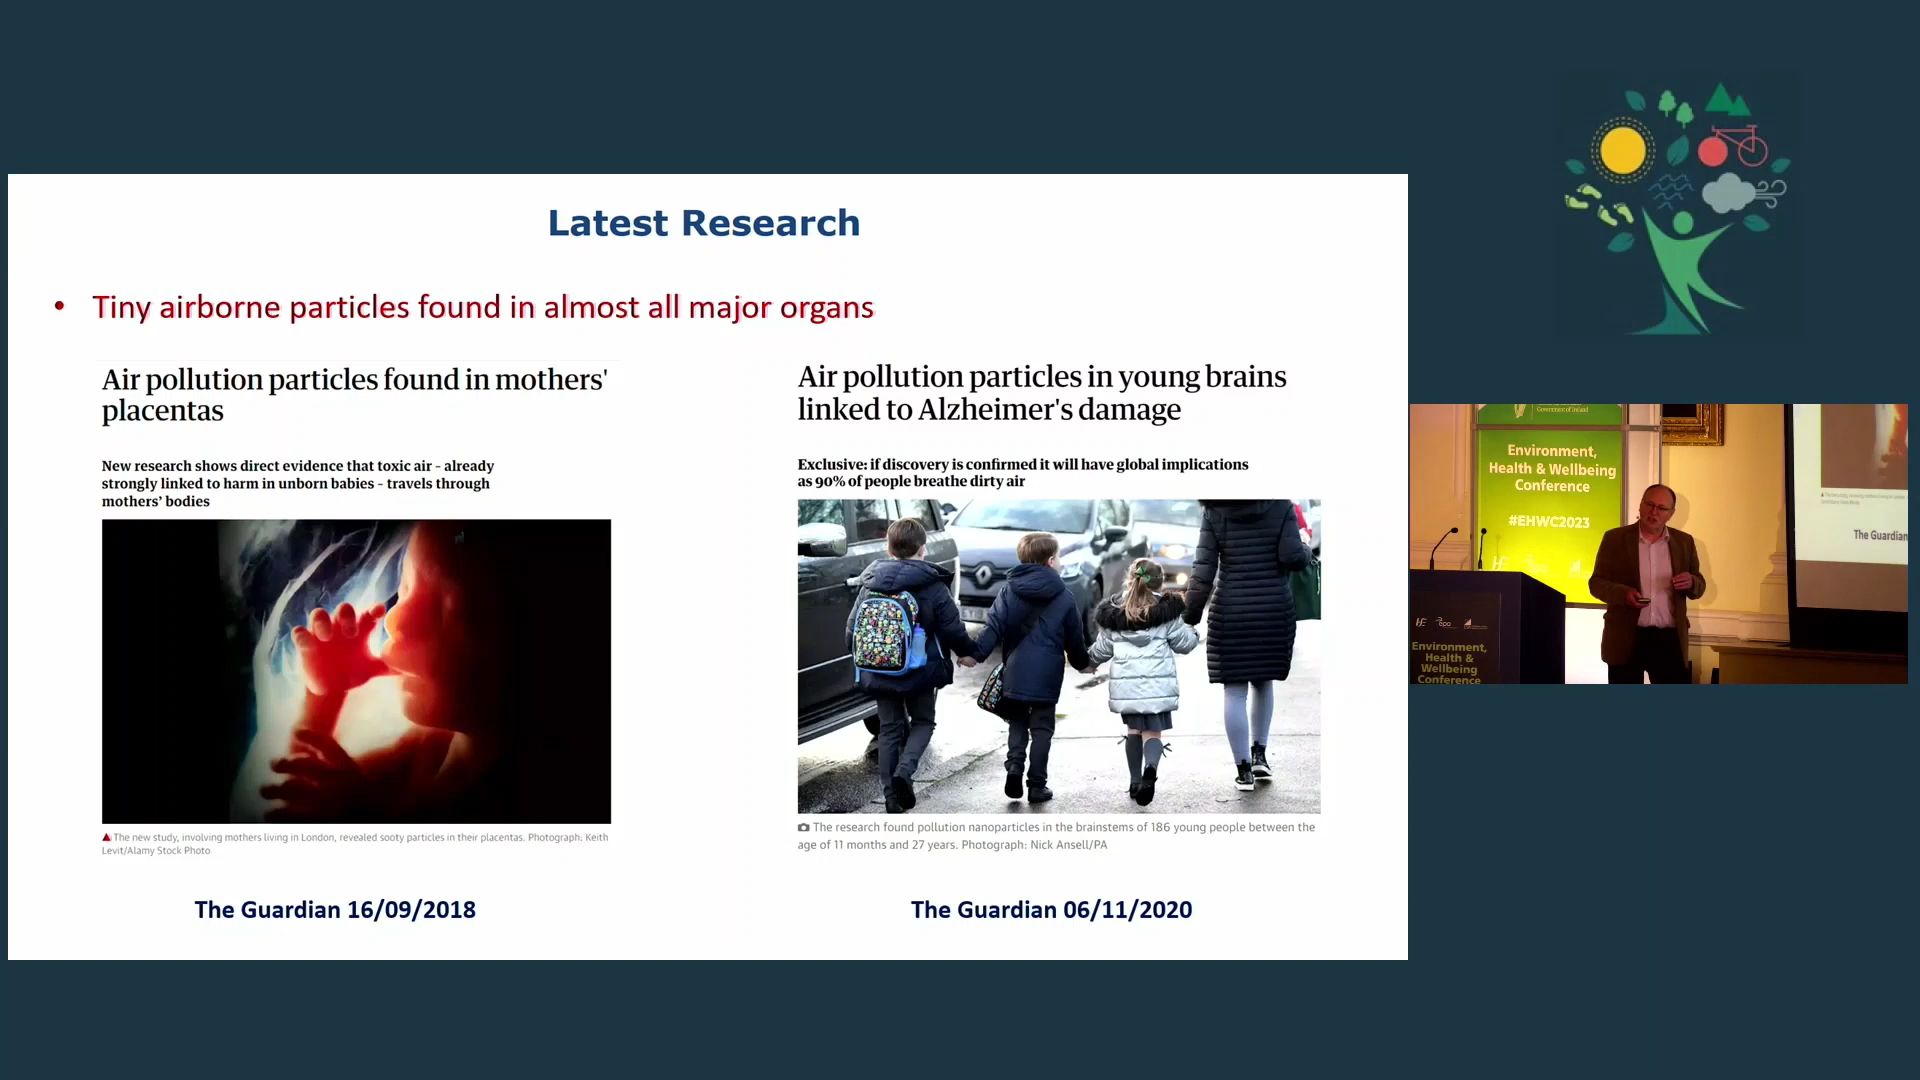 Latest Research
• Tiny airborne particles found in almost all major organs
Air pollution particles found in mothers'
placentas
New research shows direct evidence that toxic air - already
strongly linked to harm in unborn babies - travels through
mothers' bodies
The new study, involving mothers living in London, revealed sooty particles in their placentas. Photograph: Keith
Levit/Alamy Stock Photo
The Guardian 16/09/2018
Air pollution particles in young brains
linked to Alzheimer's damage
Exclusive: if discovery is confirmed it will have global implications
as 90% of people breathe dirty air
The research found pollution nanoparticles in the brainstems of 186 young people between the
age of 11 months and 27 years. Photograph: Nick Ansell/PA
The Guardian 06/11/2020
Government of Ireland
Environment,
Health & Wellbeing
Conference
#EHWC2023
epa
Environment,
Health &
Wellbeing
Conference
The Guardian